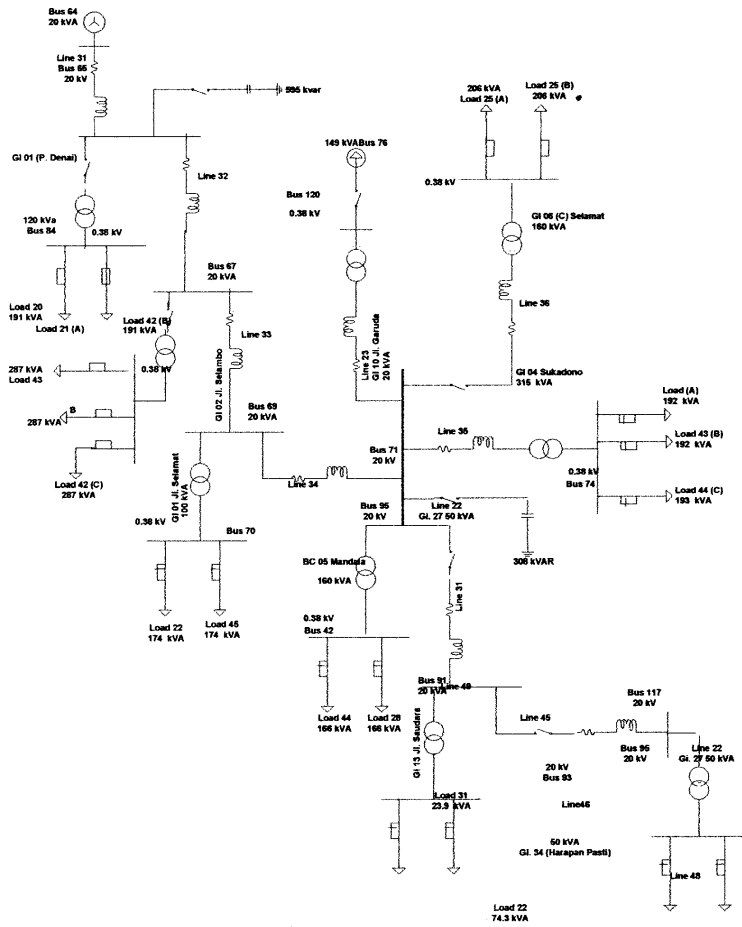 Bus 64
20 kVA
Line 31
Bus 65
20 kV
595 kvar
206 kVA
Load 25 (A)
Load 25 (B)
206 kVA
GI 01 (P. Denai)
Line 32
149 kVABus 76
Bus 120
0.38 kV
0.38 kV
GI 06 (C) Selamat
160 kVA
120 kVa
Bus 84
0.38 kV
Bus 67
20 kVA
Line 36
Load 20
191 kVA
Load 21 (A)
Load 42 (B)
191 kVA
Line 33
287 kVA
Load 43
0.38 kV
GI 02 Jl. Selambo
Line 23
GI 10 Jl. Garuda
20 kVA
GI 04 Sukadono
315 kVA
B
287 kVA
Load 42 (C)
287 kVA
Bus 69
20 kVA
Load (A)
192 kVA
Line 35
Load 43 (B)
192 kVA
Bus 71
20 kV
0.38 kV
Bus 74
Load 44 (C)
193 kVA
GI 01 Jl. Selamat
100 kVA
Line 34
0.38 kV
Bus 70
Bus 95
20 kV
Line 22
Gi. 27 50 kVA
BC 05 Mandala
160 kVA
308 kVAR
Line 31
0.38 kV
Bus 42
Load 22
174 kVA
Load 45
174 kVA
Bus 91
20 kVA
Line 49
Bus 117
20 kV
Load 44
166 kVA
Load 28
166 kVA
GI 13 Jl. Saudara
Line 45
Bus 95
20 kV
Line 22
Gi. 27 50 kVA
20 kV
Bus 93
Load 31
23.9 kVA
Line46
50 kVA
Gl. 34 (Harapan Pasti)
Line 48
Load 22
74.3 kVA